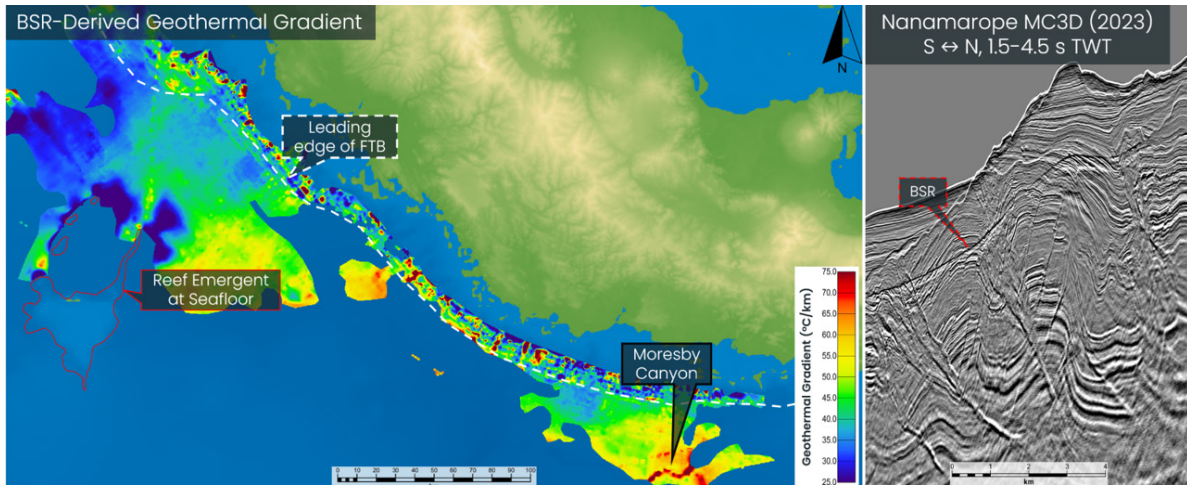 BSR-Derived Geothermal Gradient
N
Leading
edge of FTB
Reef Emergent
at Seafloor
Moresby
Canyon
Geothermal Gradient (°C/km)
75.0
70.0
65.0
60.0
55.0
50.0
45.0
40.0
35.0
30.0
25.0
0 10 20 30 40 50 60 70 80 90 100
Nanamarope MC3D (2023)
S ↔ N, 1.5-4.5 s TWT
BSR
0 1 2 3 4
km